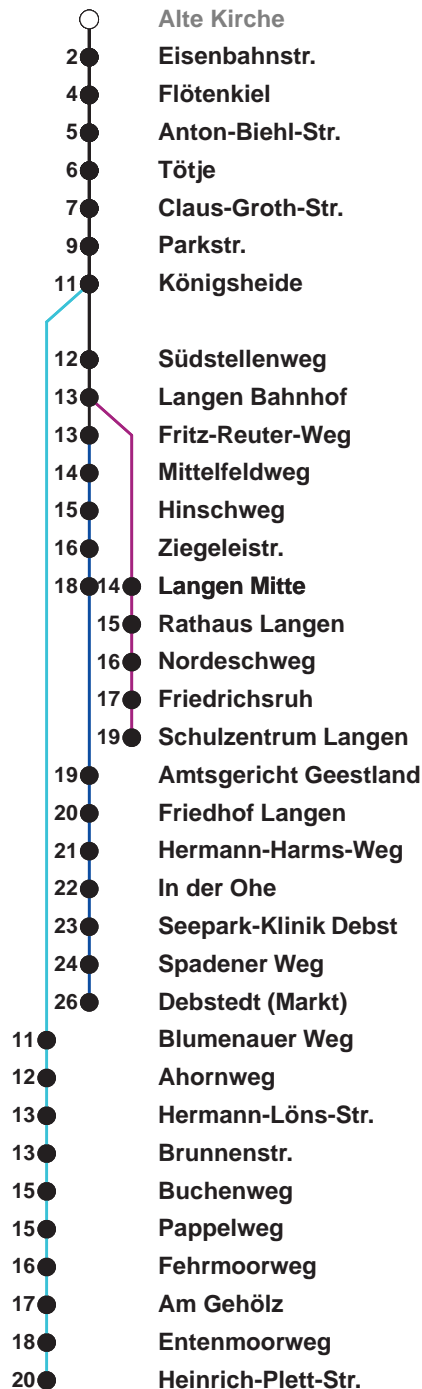 Alte Kirche
2 Eisenbahnstr.
4 Flötenkiel
5 Anton-Biehl-Str.
6 Tötje
7 Claus-Groth-Str.
9 Parkstr.
11 Königsheide
12 Südstellenweg
13 Langen Bahnhof
13 Fritz-Reuter-Weg
14 Mittelfeldweg
15 Hinschweg
16 Ziegeleistr.
18 14 Langen Mitte
15 Rathaus Langen
16 Nordeschweg
17 Friedrichsruh
19 Schulzentrum Langen
19 Amtsgericht Geestland
20 Friedhof Langen
21 Hermann-Harms-Weg
22 In der Ohe
23 Seepark-Klinik Debst
24 Spadener Weg
26 Debstedt (Markt)
11 Blumenauer Weg
12 Ahornweg
13 Hermann-Löns-Str.
13 Brunnenstr.
15 Buchenweg
15 Pappelweg
16 Fehrmoorweg
17 Am Gehölz
18 Entenmoorweg
20 Heinrich-Plett-Str.